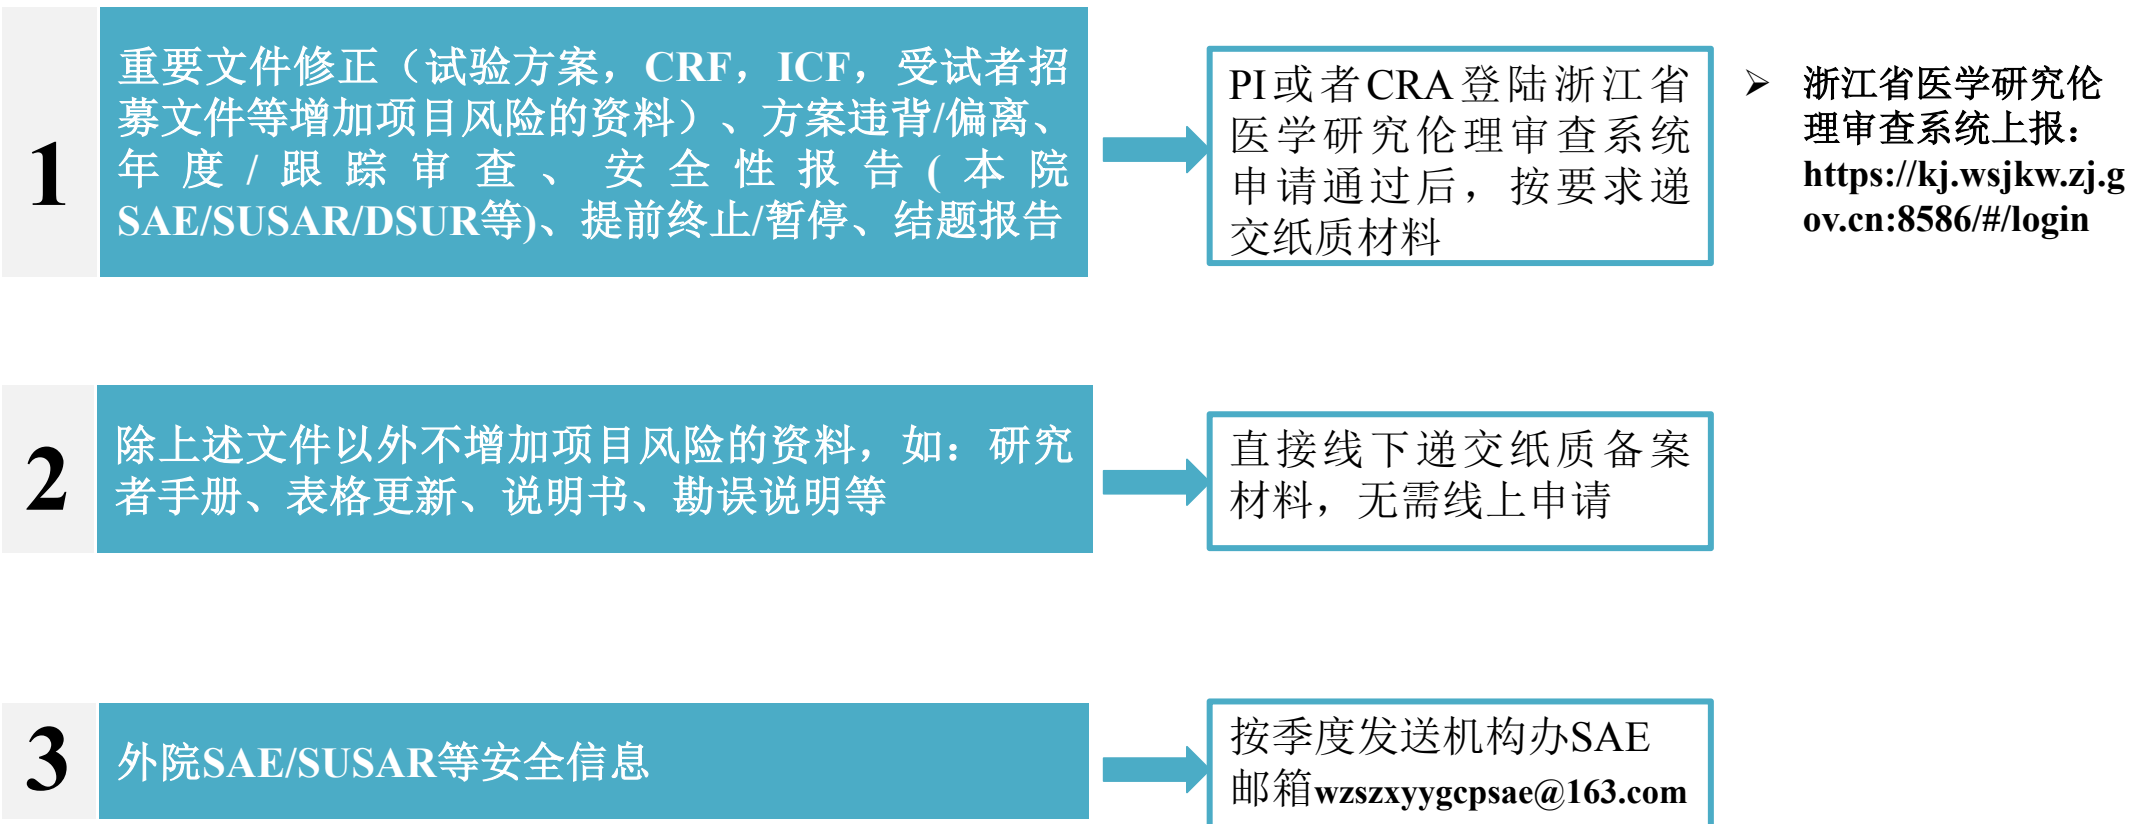 1
重要文件修正（试验方案，CRF，ICF，受试者招
募文件等增加项目风险的资料）、方案违背/偏离、
年度/跟踪审查、安全性报告(本院
SAE/SUSAR/DSUR等)、提前终止/暂停、结题报告
PI或者CRA登陆浙江省
医学研究伦理审查系统
申请通过后，按要求递
交纸质材料
➢ 浙江省医学研究伦
理审查系统上报：
https://kj.wsjkw.zj.g
ov.cn:8586/#/login
2
除上述文件以外不增加项目风险的资料，如：研究
者手册、表格更新、说明书、勘误说明等
直接线下递交纸质备案
材料，无需线上申请
3
外院SAE/SUSAR等安全信息
按季度发送机构办SAE
邮箱wzszxyygcpsae@163.com